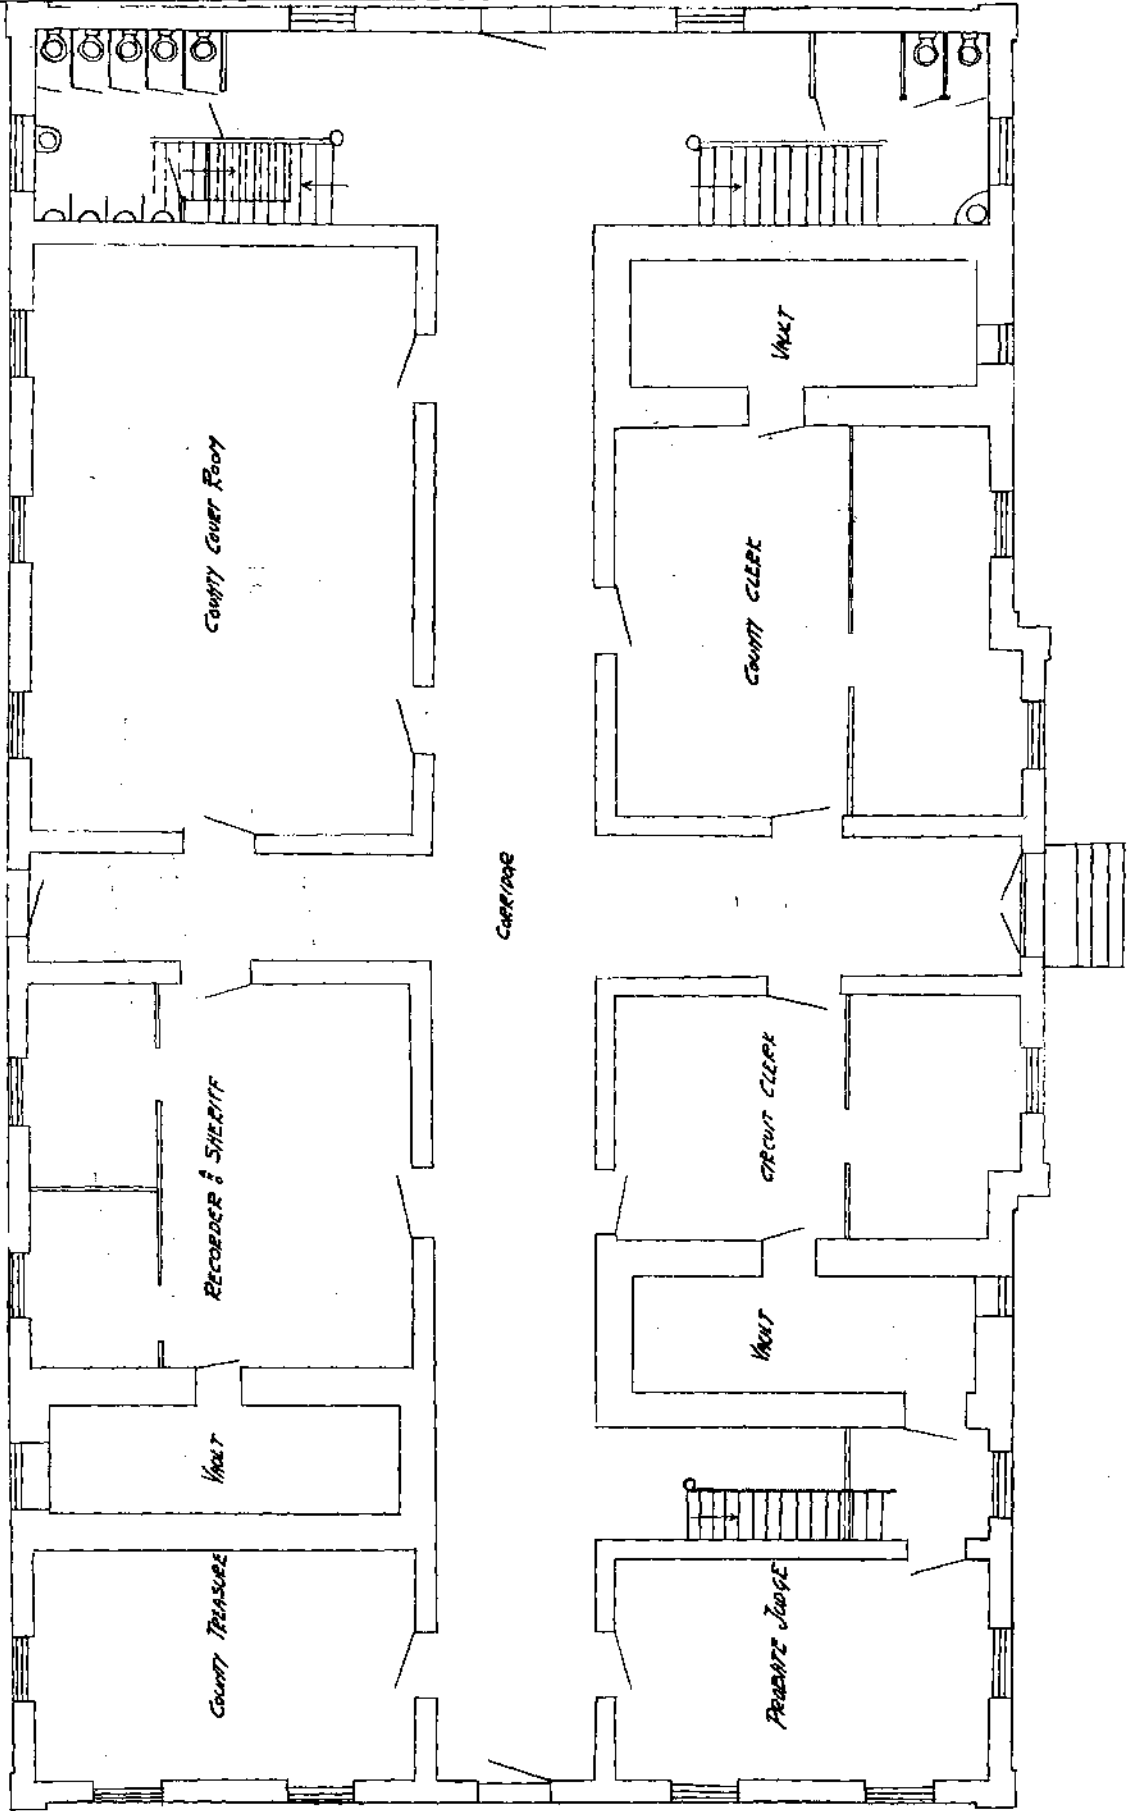 COUNTY COURT ROOM
VAULT
COUNTY CLERK
CORRIDOR
RECORDER & SHERIFF
CIRCUIT CLERK
VAULT
VAULT
COUNTY TREASURE
PROBATE JUDGE